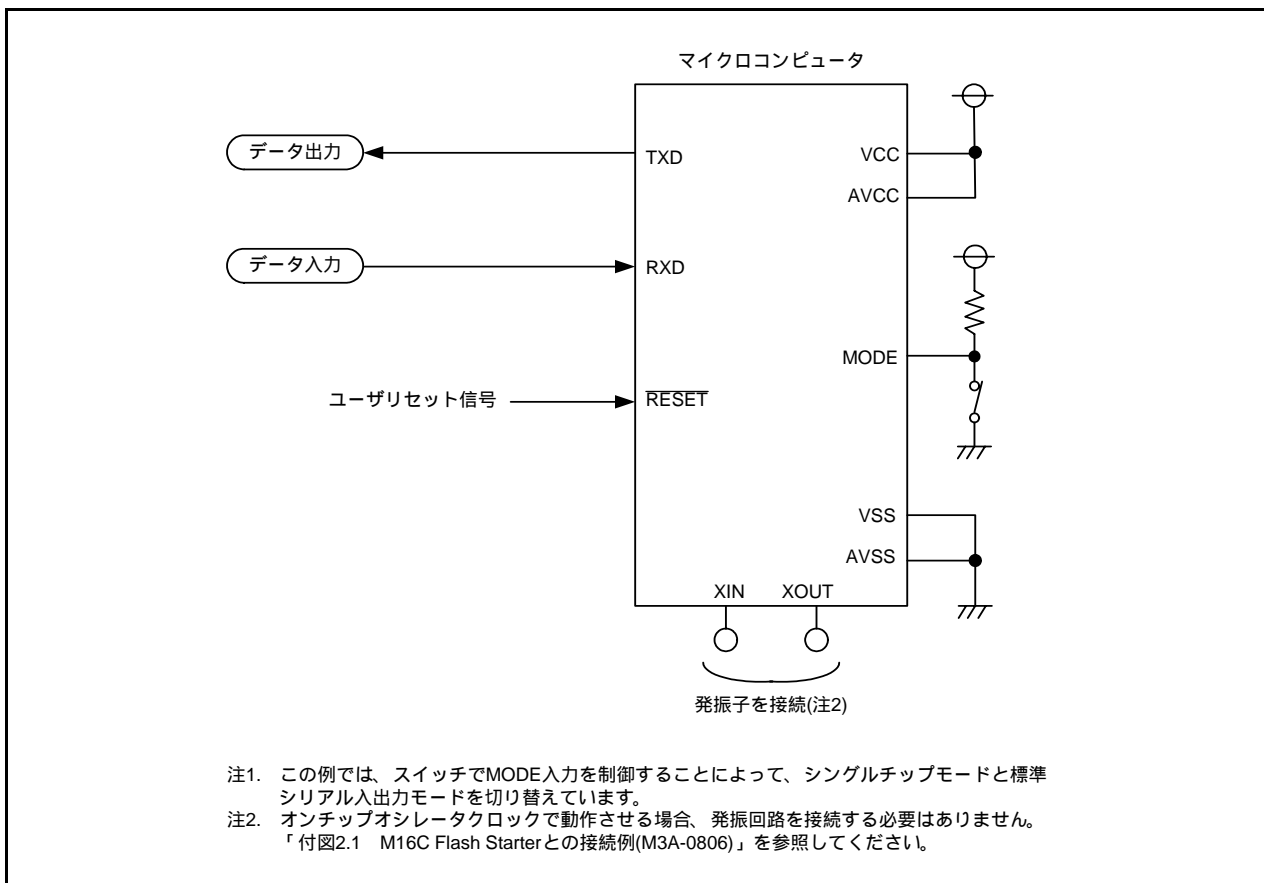 マイクロコンピュータ
データ出力
TXD
VCC
AVCC
データ入力
RXD
MODE
ユーザリセット信号
RESET
VSS
AVSS
XIN
XOUT
発振子を接続(注2)
注1. この例では、スイッチでMODE入力を制御することによって、シングルチップモードと標準
シリアル入出力モードを切り替えています。
注2. オンチップオシレータクロックで動作させる場合、発振回路を接続する必要はありません。
「付図2.1 M16C Flash Starterとの接続例(M3A-0806)」を参照してください。